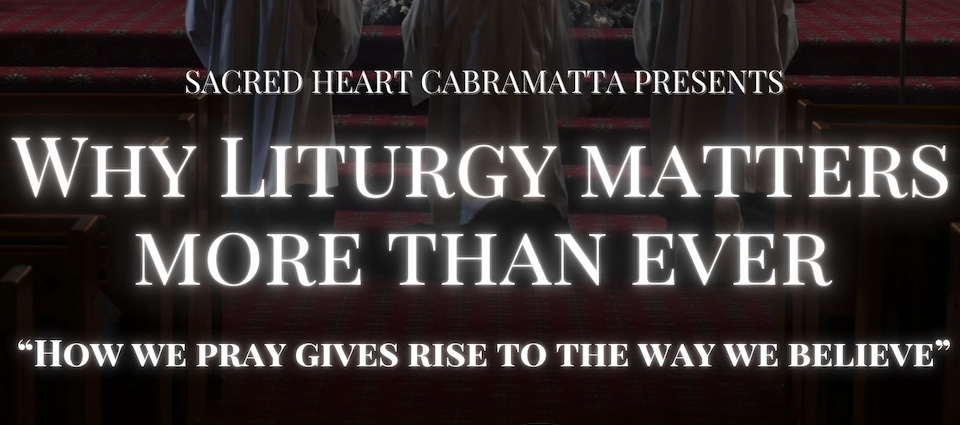 SACRED HEART CABRAMATTA PRESENTS
WHY LITURGY MATTERS
MORE THAN EVER
“HOW WE PRAY GIVES RISE TO THE WAY WE BELIEVE”